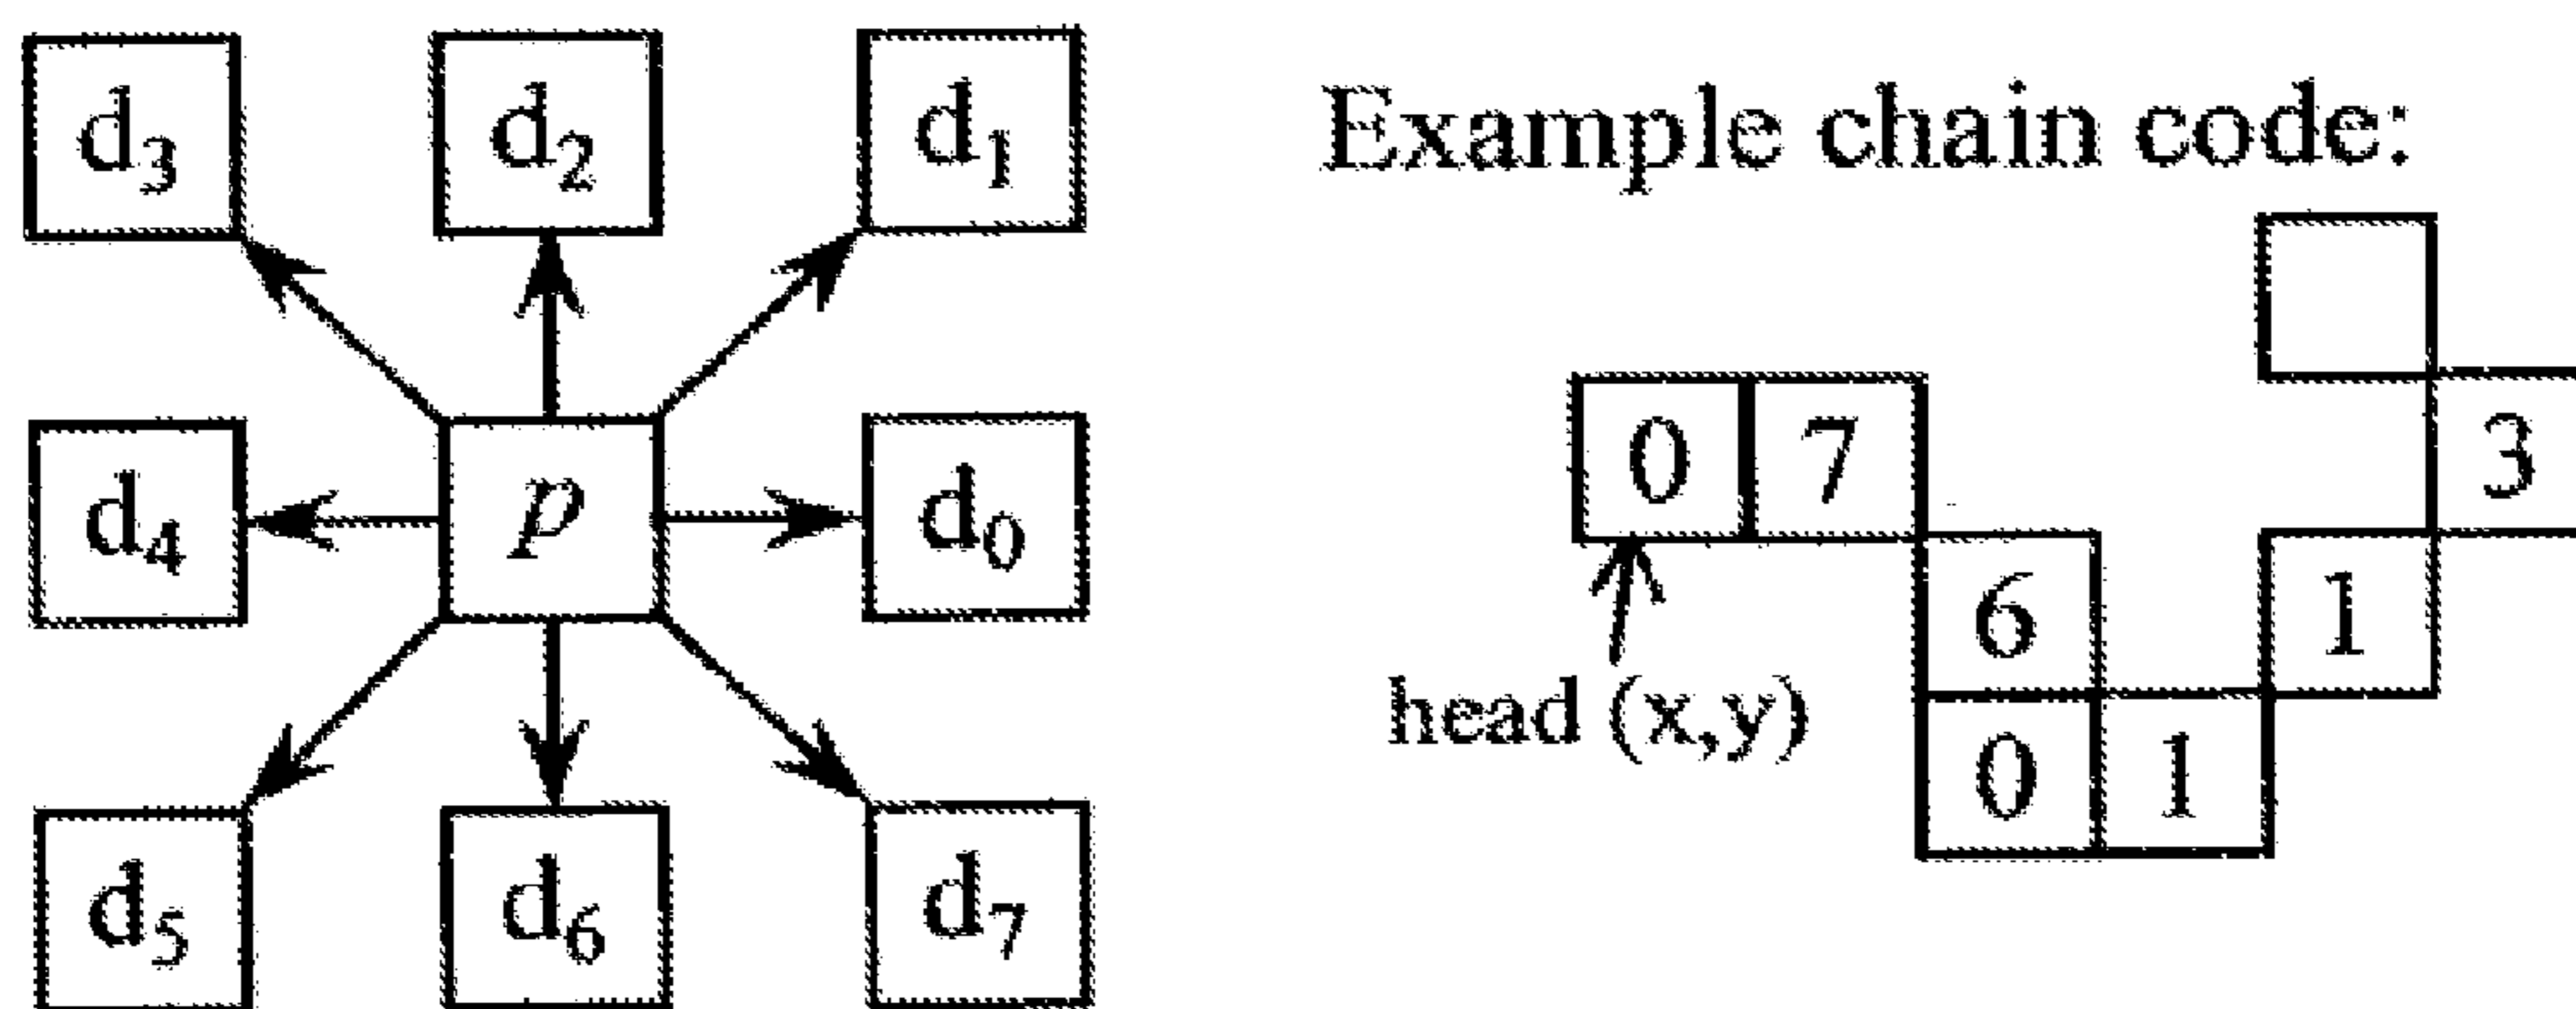 d3 d2 d1
Example chain code:
d4 p d0
0 7 3
6 1
head (x,y)
0 1
d5 d6 d7